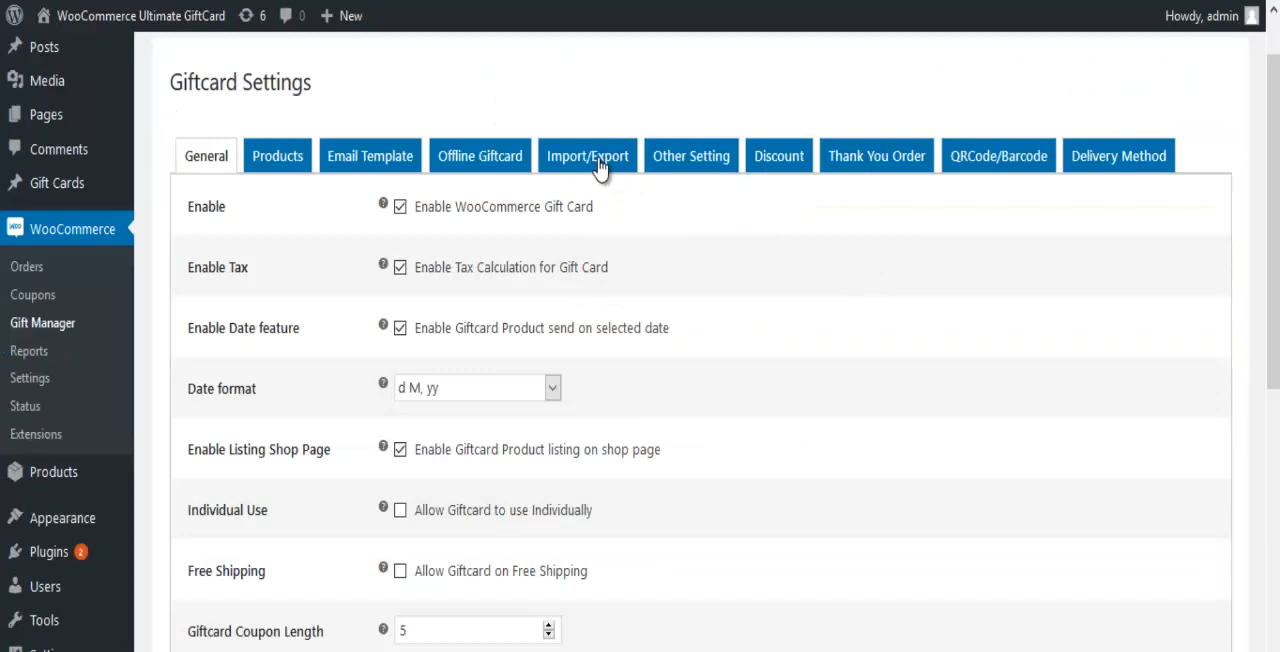 WooCommerce Ultimate GiftCard 6 0 New Howdy, admin
Posts
Media
Pages
Comments
Gift Cards
WooCommerce
Orders
Coupons
Gift Manager
Reports
Settings
Status
Extensions
Products
Appearance
Plugins 2
Users
Tools
Giftcard Settings
General Products Email Template Offline Giftcard Import/Export Other Setting Discount Thank You Order QRCode/Barcode Delivery Method
Enable Enable WooCommerce Gift Card
Enable Tax Enable Tax Calculation for Gift Card
Enable Date feature Enable Giftcard Product send on selected date
Date format d M, yy
Enable Listing Shop Page Enable Giftcard Product listing on shop page
Individual Use Allow Giftcard to use Individually
Free Shipping Allow Giftcard on Free Shipping
Giftcard Coupon Length 5